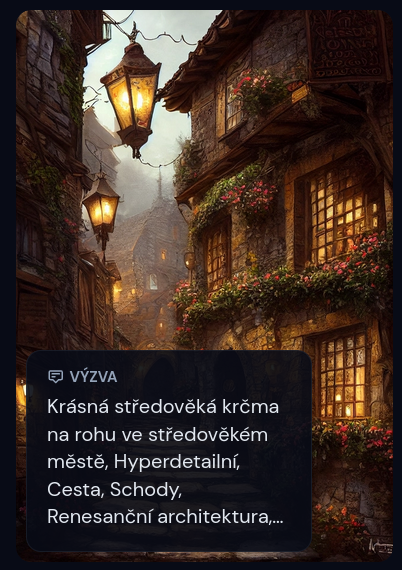 VÝZVA
Krásná středověká krčma
na rohu ve středověkém
městě, Hyperdetailní,
Cesta, Schody,
Renesanční architektura,...